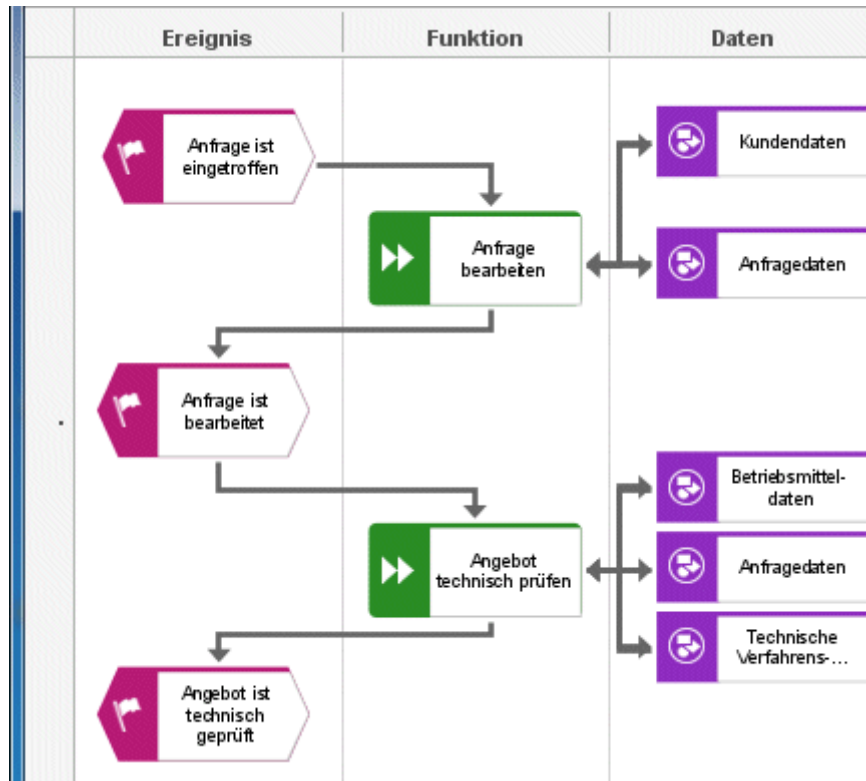 Ereignis
Funktion
Daten
Anfrage ist
eingetroffen
Kundendaten
Anfrage
bearbeiten
Anfragedaten
Anfrage ist
bearbeitet
Betriebsmittel-
daten
Angebot
technisch prüfen
Anfragedaten
Technische
Verfahrens-...
Angebot ist
technisch
geprüft